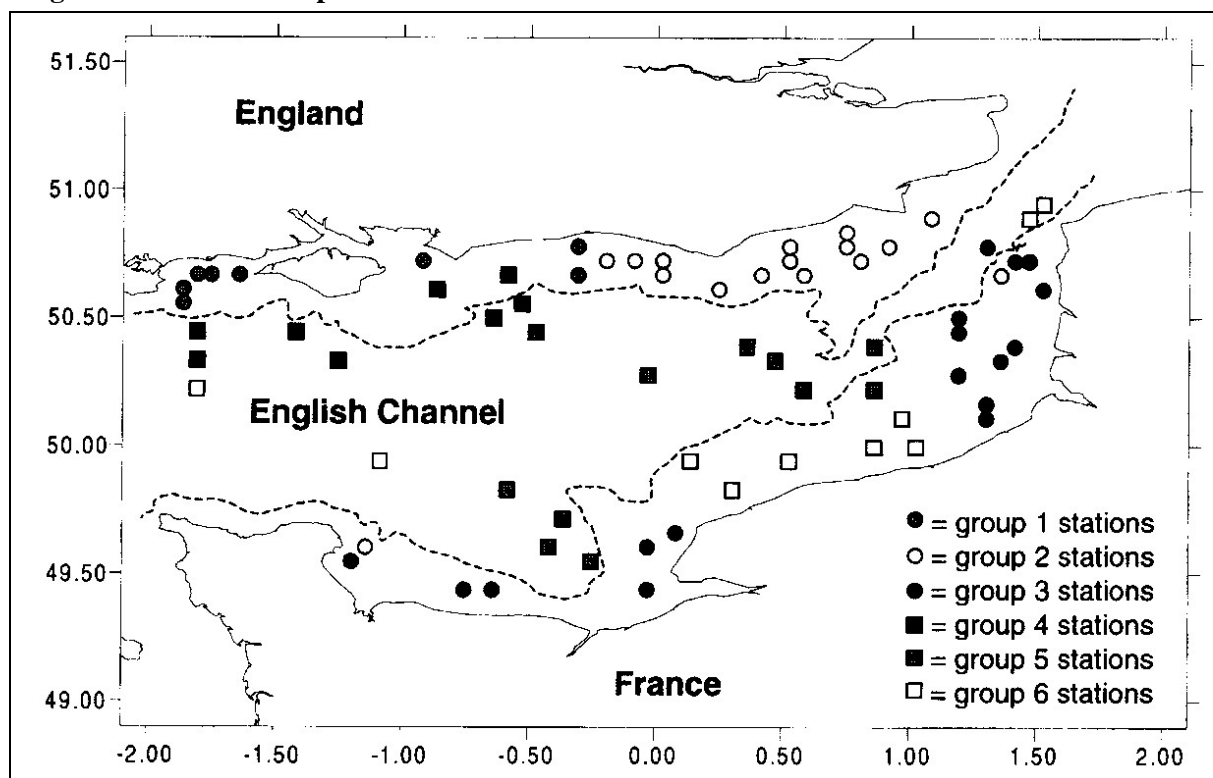 51.50
England
51.00
50.50
English Channel
50.00
= group 1 stations
= group 2 stations
49.50
= group 3 stations
= group 4 stations
= group 5 stations
France
= group 6 stations
49.00
-2.00 -1.50 -1.00 -0.50 0.00 0.50 1.00 1.50 2.00